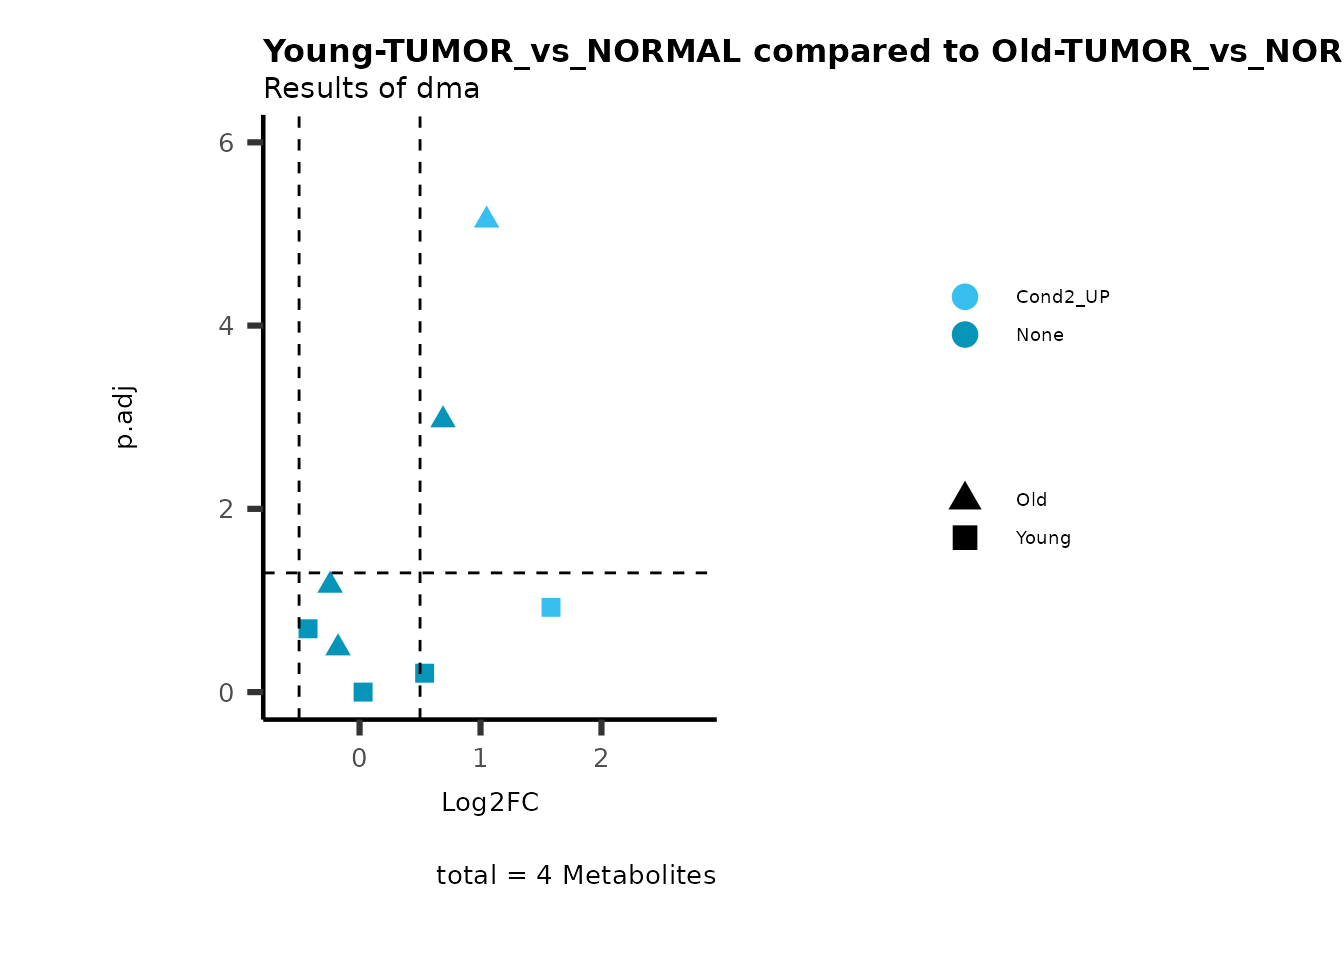 Young-TUMOR_vs_NORMAL compared to Old-TUMOR_vs_NOR
Results of dma
6
4
2
0
p.adj
0 1 2
Log2FC
total = 4 Metabolites
Cond2_UP
None
Old
Young